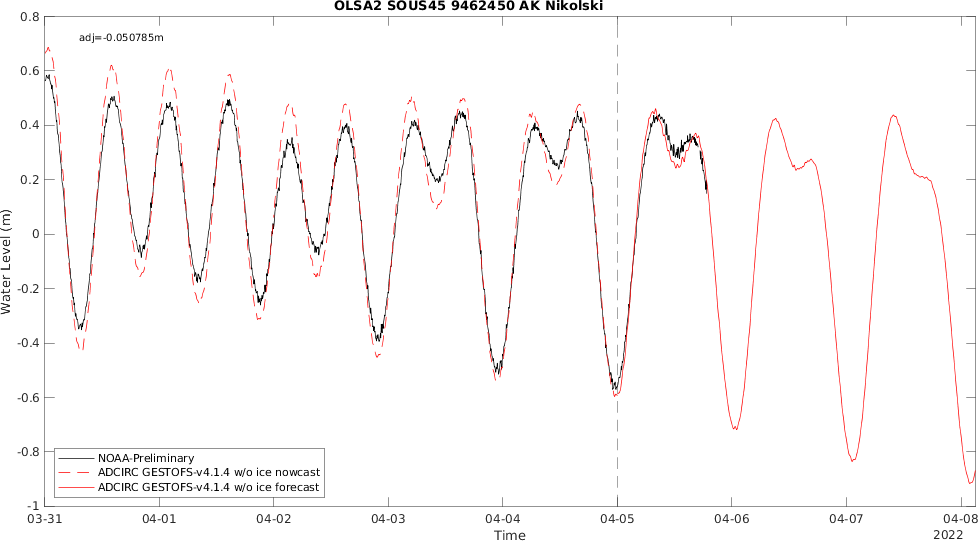 OLSA2 SOUS45 9462450 AK Nikolski
adj=-0.050785m
0.8
0.6
0.4
0.2
0
-0.2
-0.4
-0.6
-0.8
-1
Water Level (m)
NOAA-Preliminary
ADCIRC GESTOFS-v4.1.4 w/o ice nowcast
ADCIRC GESTOFS-v4.1.4 w/o ice forecast
03-31 04-01 04-02 04-03 04-04 04-05 04-06 04-07 04-08
Time
2022